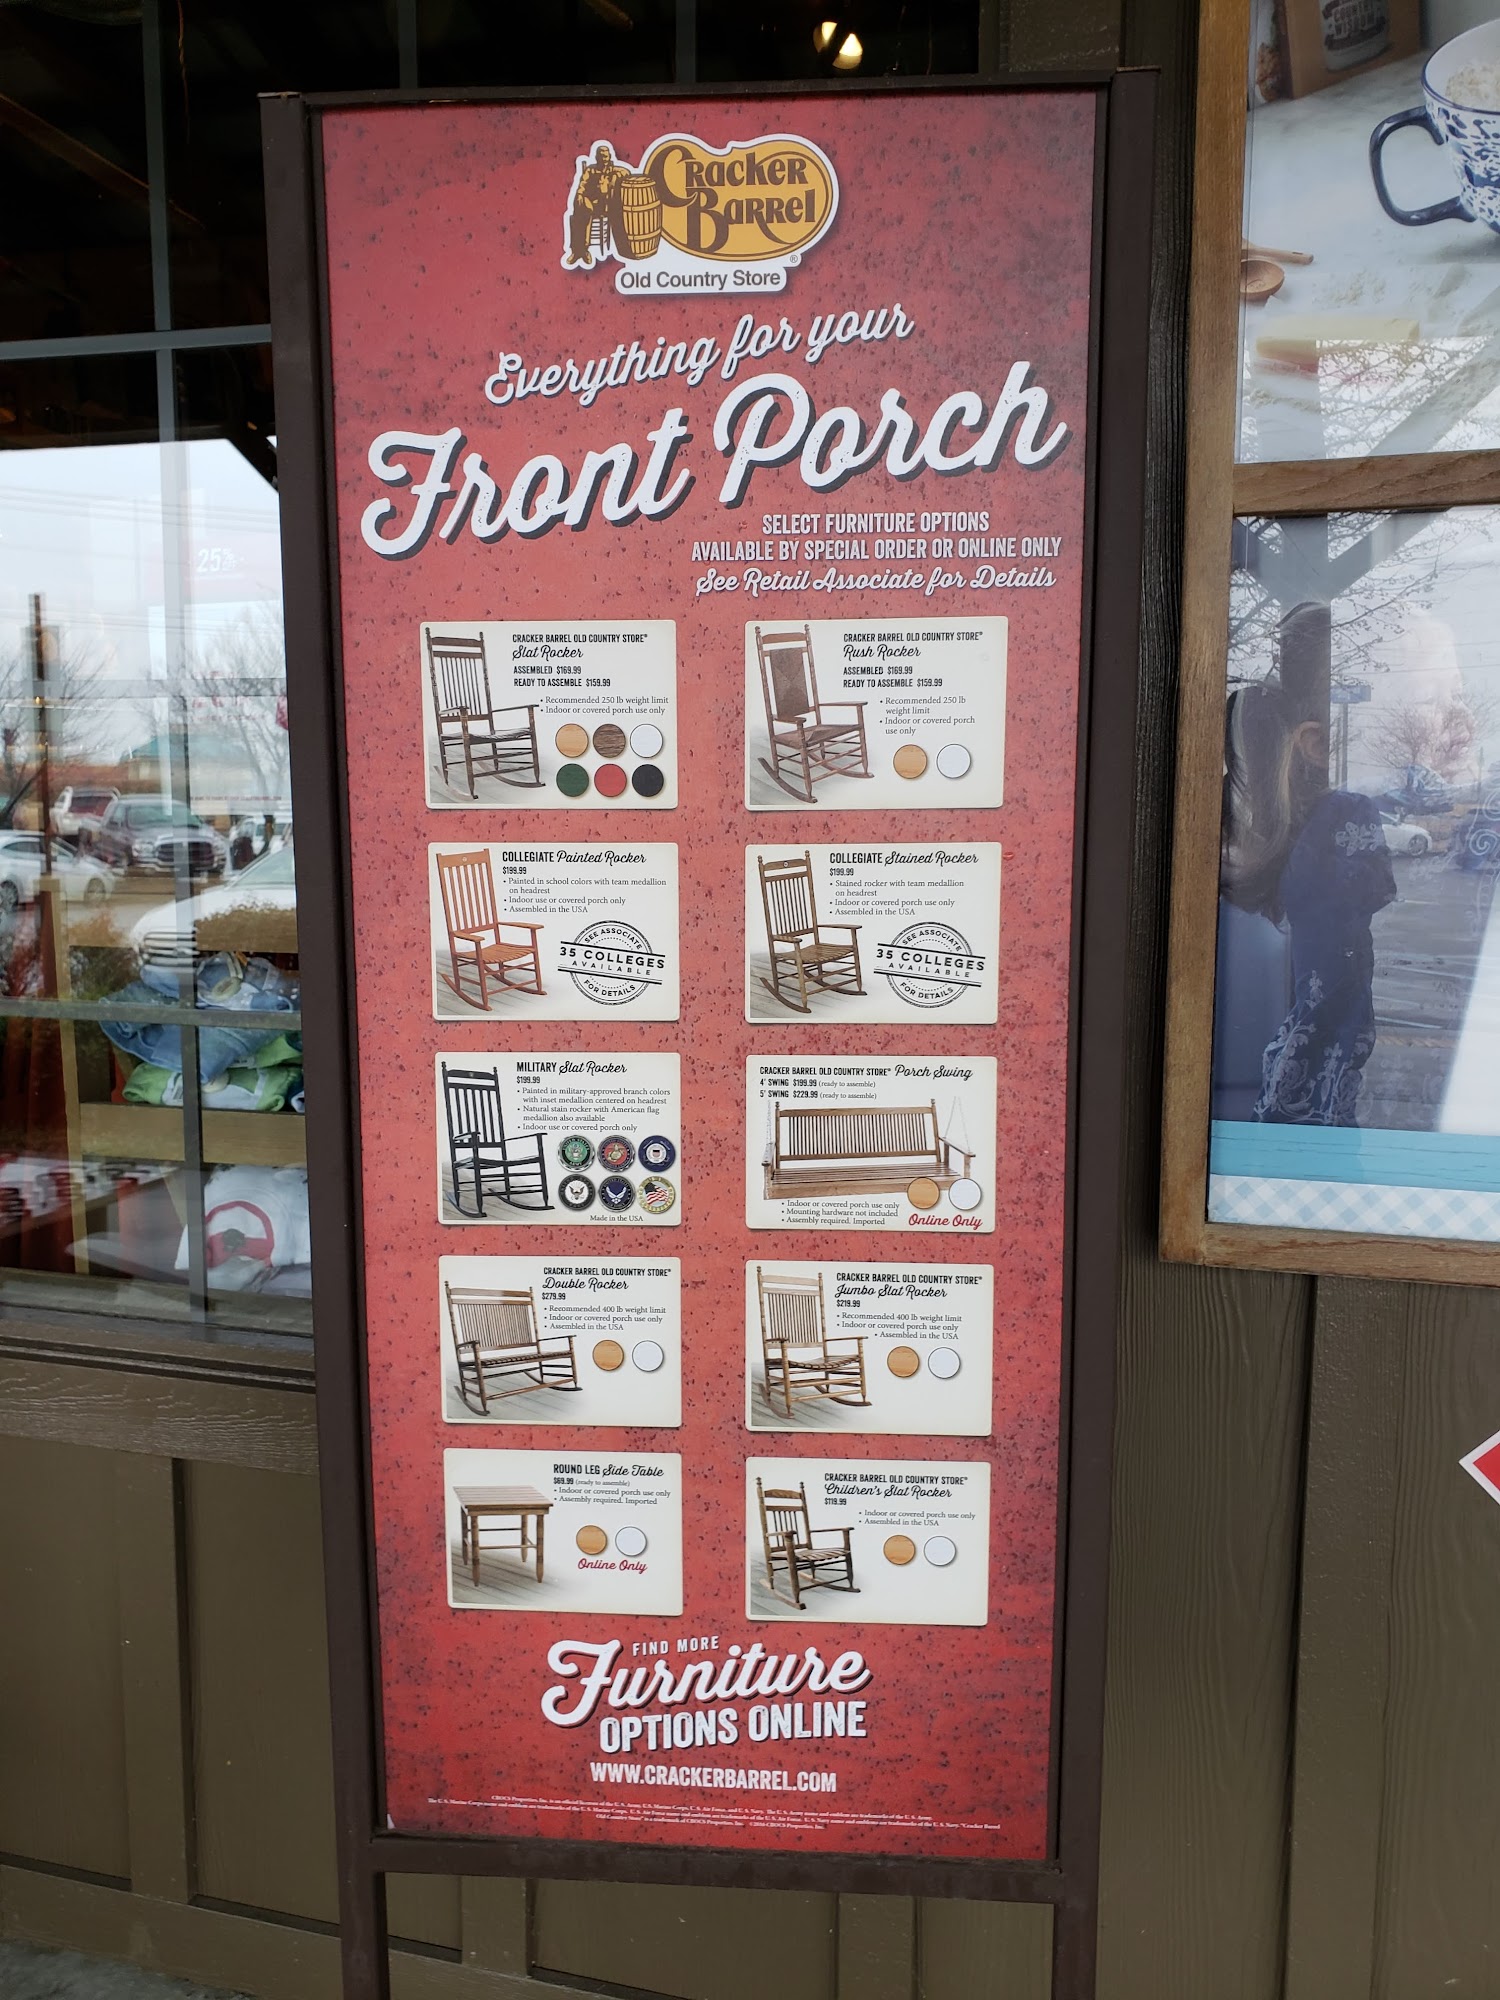 Cracker
Barrel
®
Old Country Store
Everything for your
Front Porch
SELECT FURNITURE OPTIONS
AVAILABLE BY SPECIAL ORDER OR ONLINE ONLY
See Retail Associate for Details
CRACKER BARREL OLD COUNTRY STORE®
Slat Rocker
ASSEMBLED $169.99
READY TO ASSEMBLE $159.99
• Recommended 250 lb weight limit
• Indoor or covered porch use only
CRACKER BARREL OLD COUNTRY STORE®
Rush Rocker
ASSEMBLED $169.99
READY TO ASSEMBLE $159.99
• Recommended 250 lb
weight limit
• Indoor or covered porch
use only
COLLEGIATE Painted Rocker
$199.99
• Painted in school colors with team medallion
on headrest
• Indoor use or covered porch only
• Assembled in the USA
SEE ASSOCIATE
35 COLLEGES
AVAILABLE
FOR DETAILS
COLLEGIATE Stained Rocker
$199.99
• Stained rocker with team medallion
on headrest
• Indoor or covered porch use only
• Assembled in the USA
SEE ASSOCIATE
35 COLLEGES
AVAILABLE
FOR DETAILS
MILITARY Slat Rocker
$199.99
• Painted in military-approved branch colors
with inset medallion centered on headrest
• Natural stain rocker with American flag
medallion also available
• Indoor use or covered porch only
Made in the USA
CRACKER BARREL OLD COUNTRY STORE® Porch Swing
4' SWING $199.99 (ready to assemble)
5' SWING $229.99 (ready to assemble)
• Indoor or covered porch use only
• Mounting hardware not included
• Assembly required. Imported
Online Only
CRACKER BARREL OLD COUNTRY STORE®
Double Rocker
$279.99
• Recommended 400 lb weight limit
• Indoor or covered porch use only
• Assembled in the USA
CRACKER BARREL OLD COUNTRY STORE®
Jumbo Slat Rocker
$219.99
• Recommended 400 lb weight limit
• Indoor or covered porch use only
• Assembled in the USA
ROUND LEG Side Table
$69.99 (ready to assemble)
• Indoor or covered porch use only
• Assembly required. Imported
Online Only
CRACKER BARREL OLD COUNTRY STORE®
Children's Slat Rocker
$119.99
• Indoor or covered porch use only
• Assembled in the USA
FIND MORE
Furniture
OPTIONS ONLINE
WWW.CRACKERBARREL.COM
25%